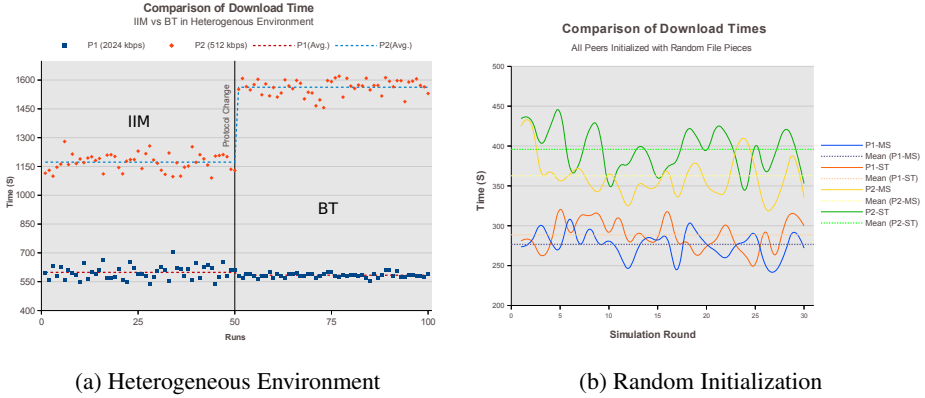 Comparison of Download Time
IIM vs BT in Heterogenous Environment
P1 (2024 kbps) P2 (512 kbps) P1(Avg.) P2(Avg.)
1600
1450
1300
1150
1000
850
700
550
400
Time (S)
IIM
Protocol Change
BT
0 25 50 75 100
Runs
(a) Heterogeneous Environment
Comparison of Download Times
All Peers Initialized with Random File Pieces
500
450
400
350
300
250
200
Time (S)
0 5 10 15 20 25 30
Simulation Round
P1-MS
Mean (P1-MS)
P1-ST
Mean (P1-ST)
P2-MS
Mean (P2-MS)
P2-ST
Mean (P2-ST)
(b) Random Initialization